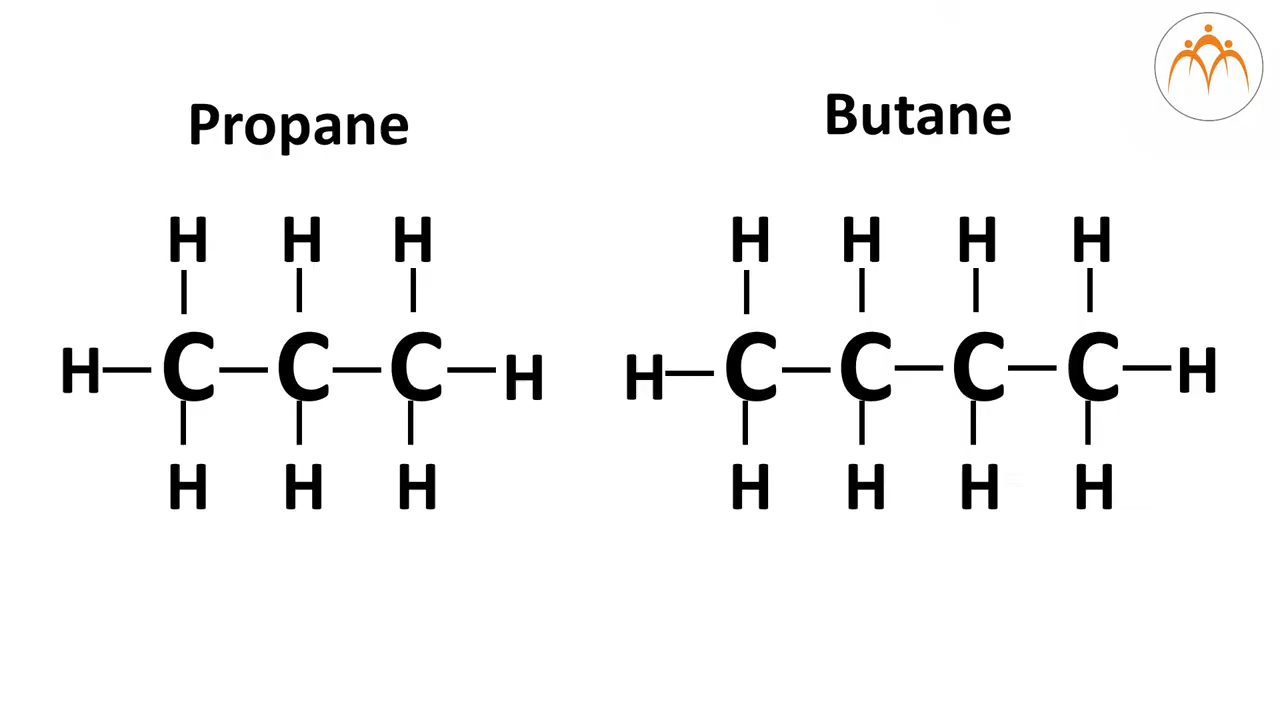 Propane
H H H
H—C—C—C—H
H H H
Butane
H H H H
H—C—C—C—C—H
H H H H